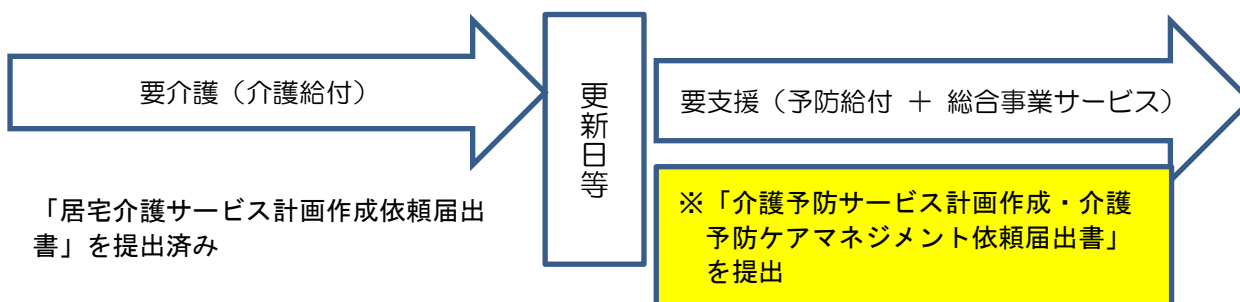 要介護（介護給付）
「居宅介護サービス計画作成依頼届出
書」を提出済み
更新日等
要支援（予防給付 ＋ 総合事業サービス）
※「介護予防サービス計画作成・介護
予防ケアマネジメント依頼届出書」
を提出